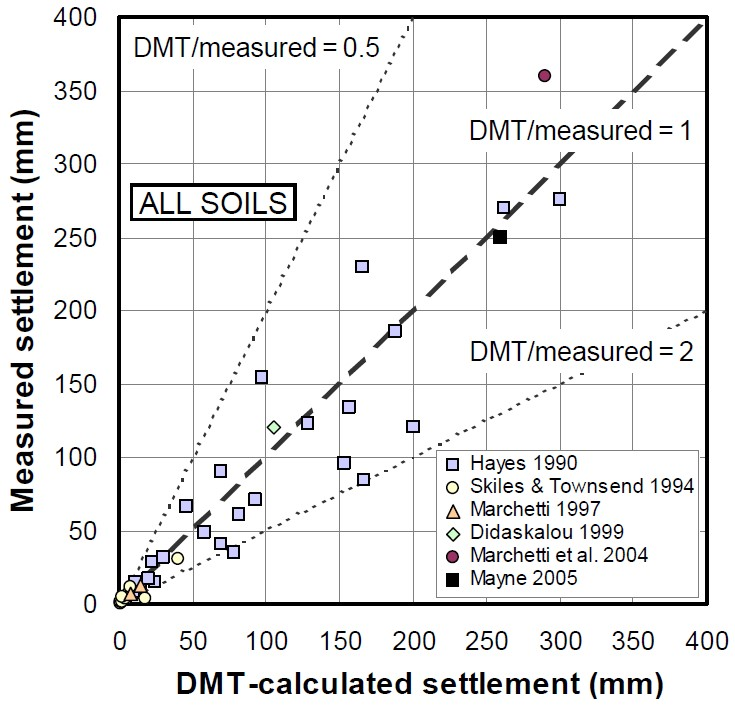 Measured settlement (mm)
400
350
300
250
200
150
100
50
0
DMT/measured = 0.5
DMT/measured = 1
ALL SOILS
DMT/measured = 2
Hayes 1990
Skiles & Townsend 1994
Marchetti 1997
Didaskalou 1999
Marchetti et al. 2004
Mayne 2005
0 50 100 150 200 250 300 350 400
DMT-calculated settlement (mm)